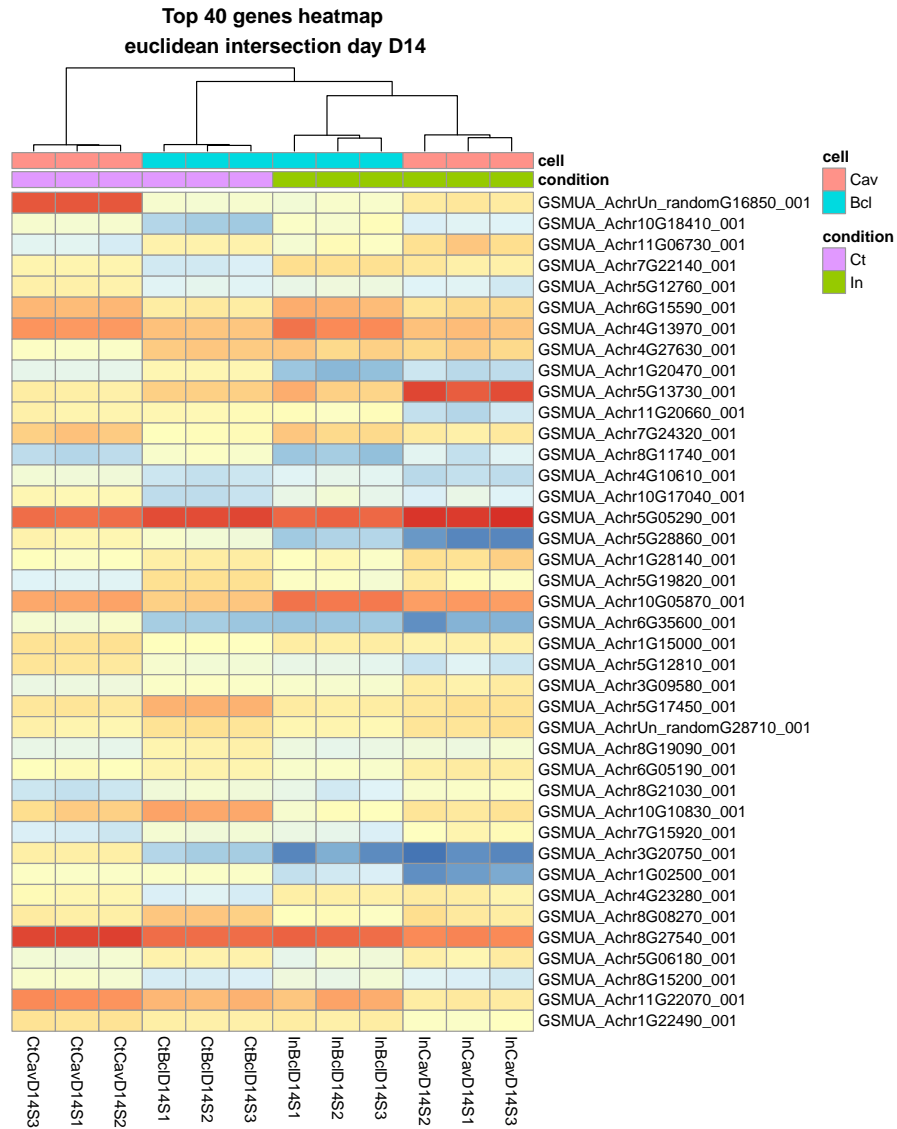 Top 40 genes heatmap
euclidean intersection day D14
cell
condition
cell
Cav
Bcl
condition
Ct
In
GSMUA_AchrUn_randomG16850_001
GSMUA_Achr10G18410_001
GSMUA_Achr11G06730_001
GSMUA_Achr7G22140_001
GSMUA_Achr5G12760_001
GSMUA_Achr6G15590_001
GSMUA_Achr4G13970_001
GSMUA_Achr4G27630_001
GSMUA_Achr1G20470_001
GSMUA_Achr5G13730_001
GSMUA_Achr11G20660_001
GSMUA_Achr7G24320_001
GSMUA_Achr8G11740_001
GSMUA_Achr4G10610_001
GSMUA_Achr10G17040_001
GSMUA_Achr5G05290_001
GSMUA_Achr5G28860_001
GSMUA_Achr1G28140_001
GSMUA_Achr5G19820_001
GSMUA_Achr10G05870_001
GSMUA_Achr6G35600_001
GSMUA_Achr1G15000_001
GSMUA_Achr5G12810_001
GSMUA_Achr3G09580_001
GSMUA_Achr5G17450_001
GSMUA_AchrUn_randomG28710_001
GSMUA_Achr8G19090_001
GSMUA_Achr6G05190_001
GSMUA_Achr8G21030_001
GSMUA_Achr10G10830_001
GSMUA_Achr7G15920_001
GSMUA_Achr3G20750_001
GSMUA_Achr1G02500_001
GSMUA_Achr4G23280_001
GSMUA_Achr8G08270_001
GSMUA_Achr8G27540_001
GSMUA_Achr5G06180_001
GSMUA_Achr8G15200_001
GSMUA_Achr11G22070_001
GSMUA_Achr1G22490_001
CtCavD14S3
CtCavD14S1
CtCavD14S2
CtBclD14S1
CtBclD14S2
CtBclD14S3
InBclD14S1
InBclD14S2
InBclD14S3
InCavD14S2
InCavD14S1
InCavD14S3